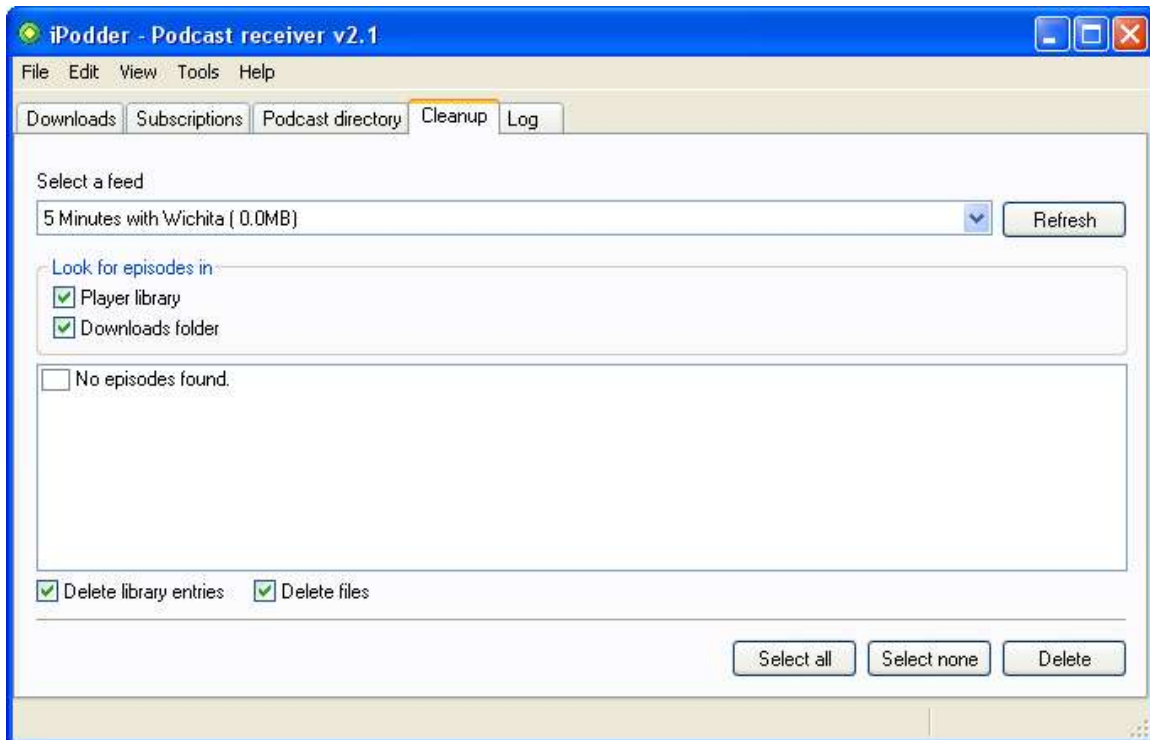 iPodder - Podcast receiver v2.1
File Edit View Tools Help
Downloads Subscriptions Podcast directory Cleanup Log
Select a feed
5 Minutes with Wichita ( 0.0MB) Refresh
Look for episodes in
Player library
Downloads folder
No episodes found.
Delete library entries Delete files
Select all Select none Delete